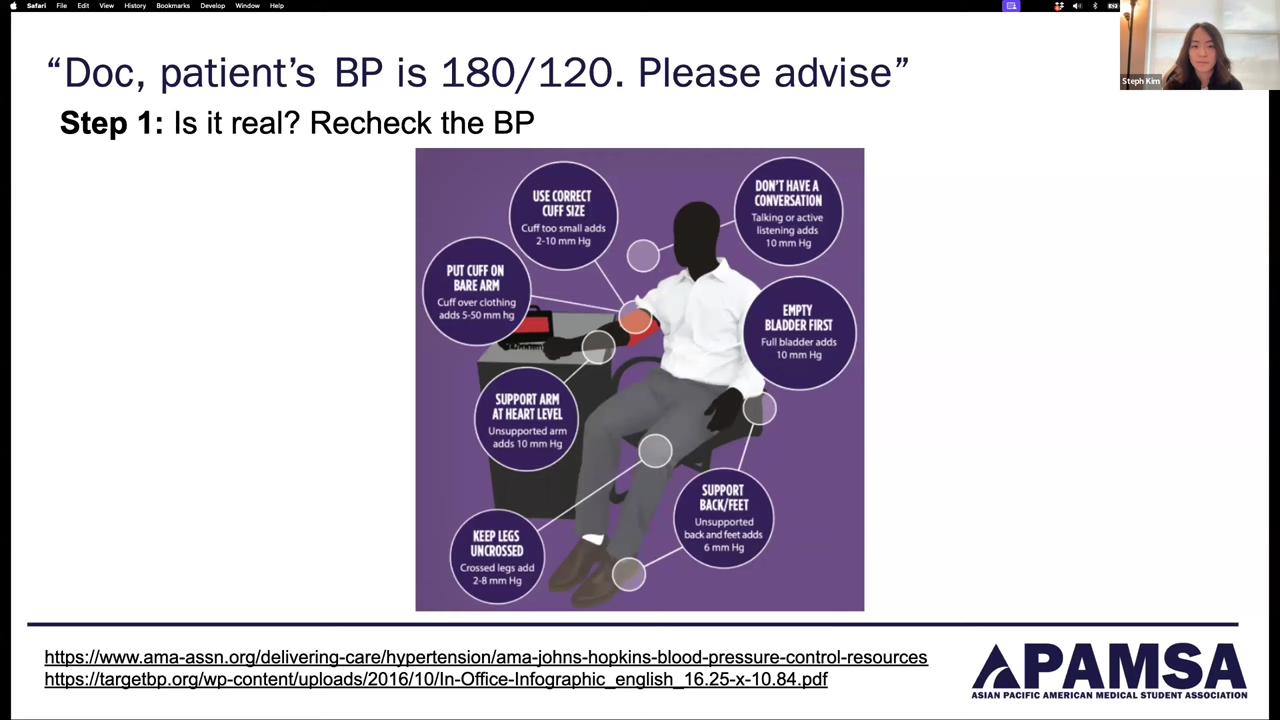 Safari File Edit View History Bookmarks Develop Window Help
Steph Kim
“Doc, patient’s BP is 180/120. Please advise”
Step 1: Is it real? Recheck the BP
USE CORRECT
CUFF SIZE
Cuff too small adds
2-10 mm Hg
DON'T HAVE A
CONVERSATION
Talking or active
listening adds
10 mm Hg
PUT CUFF ON
BARE ARM
Cuff over clothing
adds 5-50 mm hg
EMPTY
BLADDER FIRST
Full bladder adds
10 mm Hg
SUPPORT ARM
AT HEART LEVEL
Unsupported arm
adds 10 mm Hg
SUPPORT
BACK/FEET
Unsupported
back and feet adds
6 mm Hg
KEEP LEGS
UNCROSSED
Crossed legs add
2-8 mm Hg
https://www.ama-assn.org/delivering-care/hypertension/ama-johns-hopkins-blood-pressure-control-resources
https://targetbp.org/wp-content/uploads/2016/10/In-Office-Infographic_english_16.25-x-10.84.pdf
APAMSA
ASIAN PACIFIC AMERICAN MEDICAL STUDENT ASSOCIATION